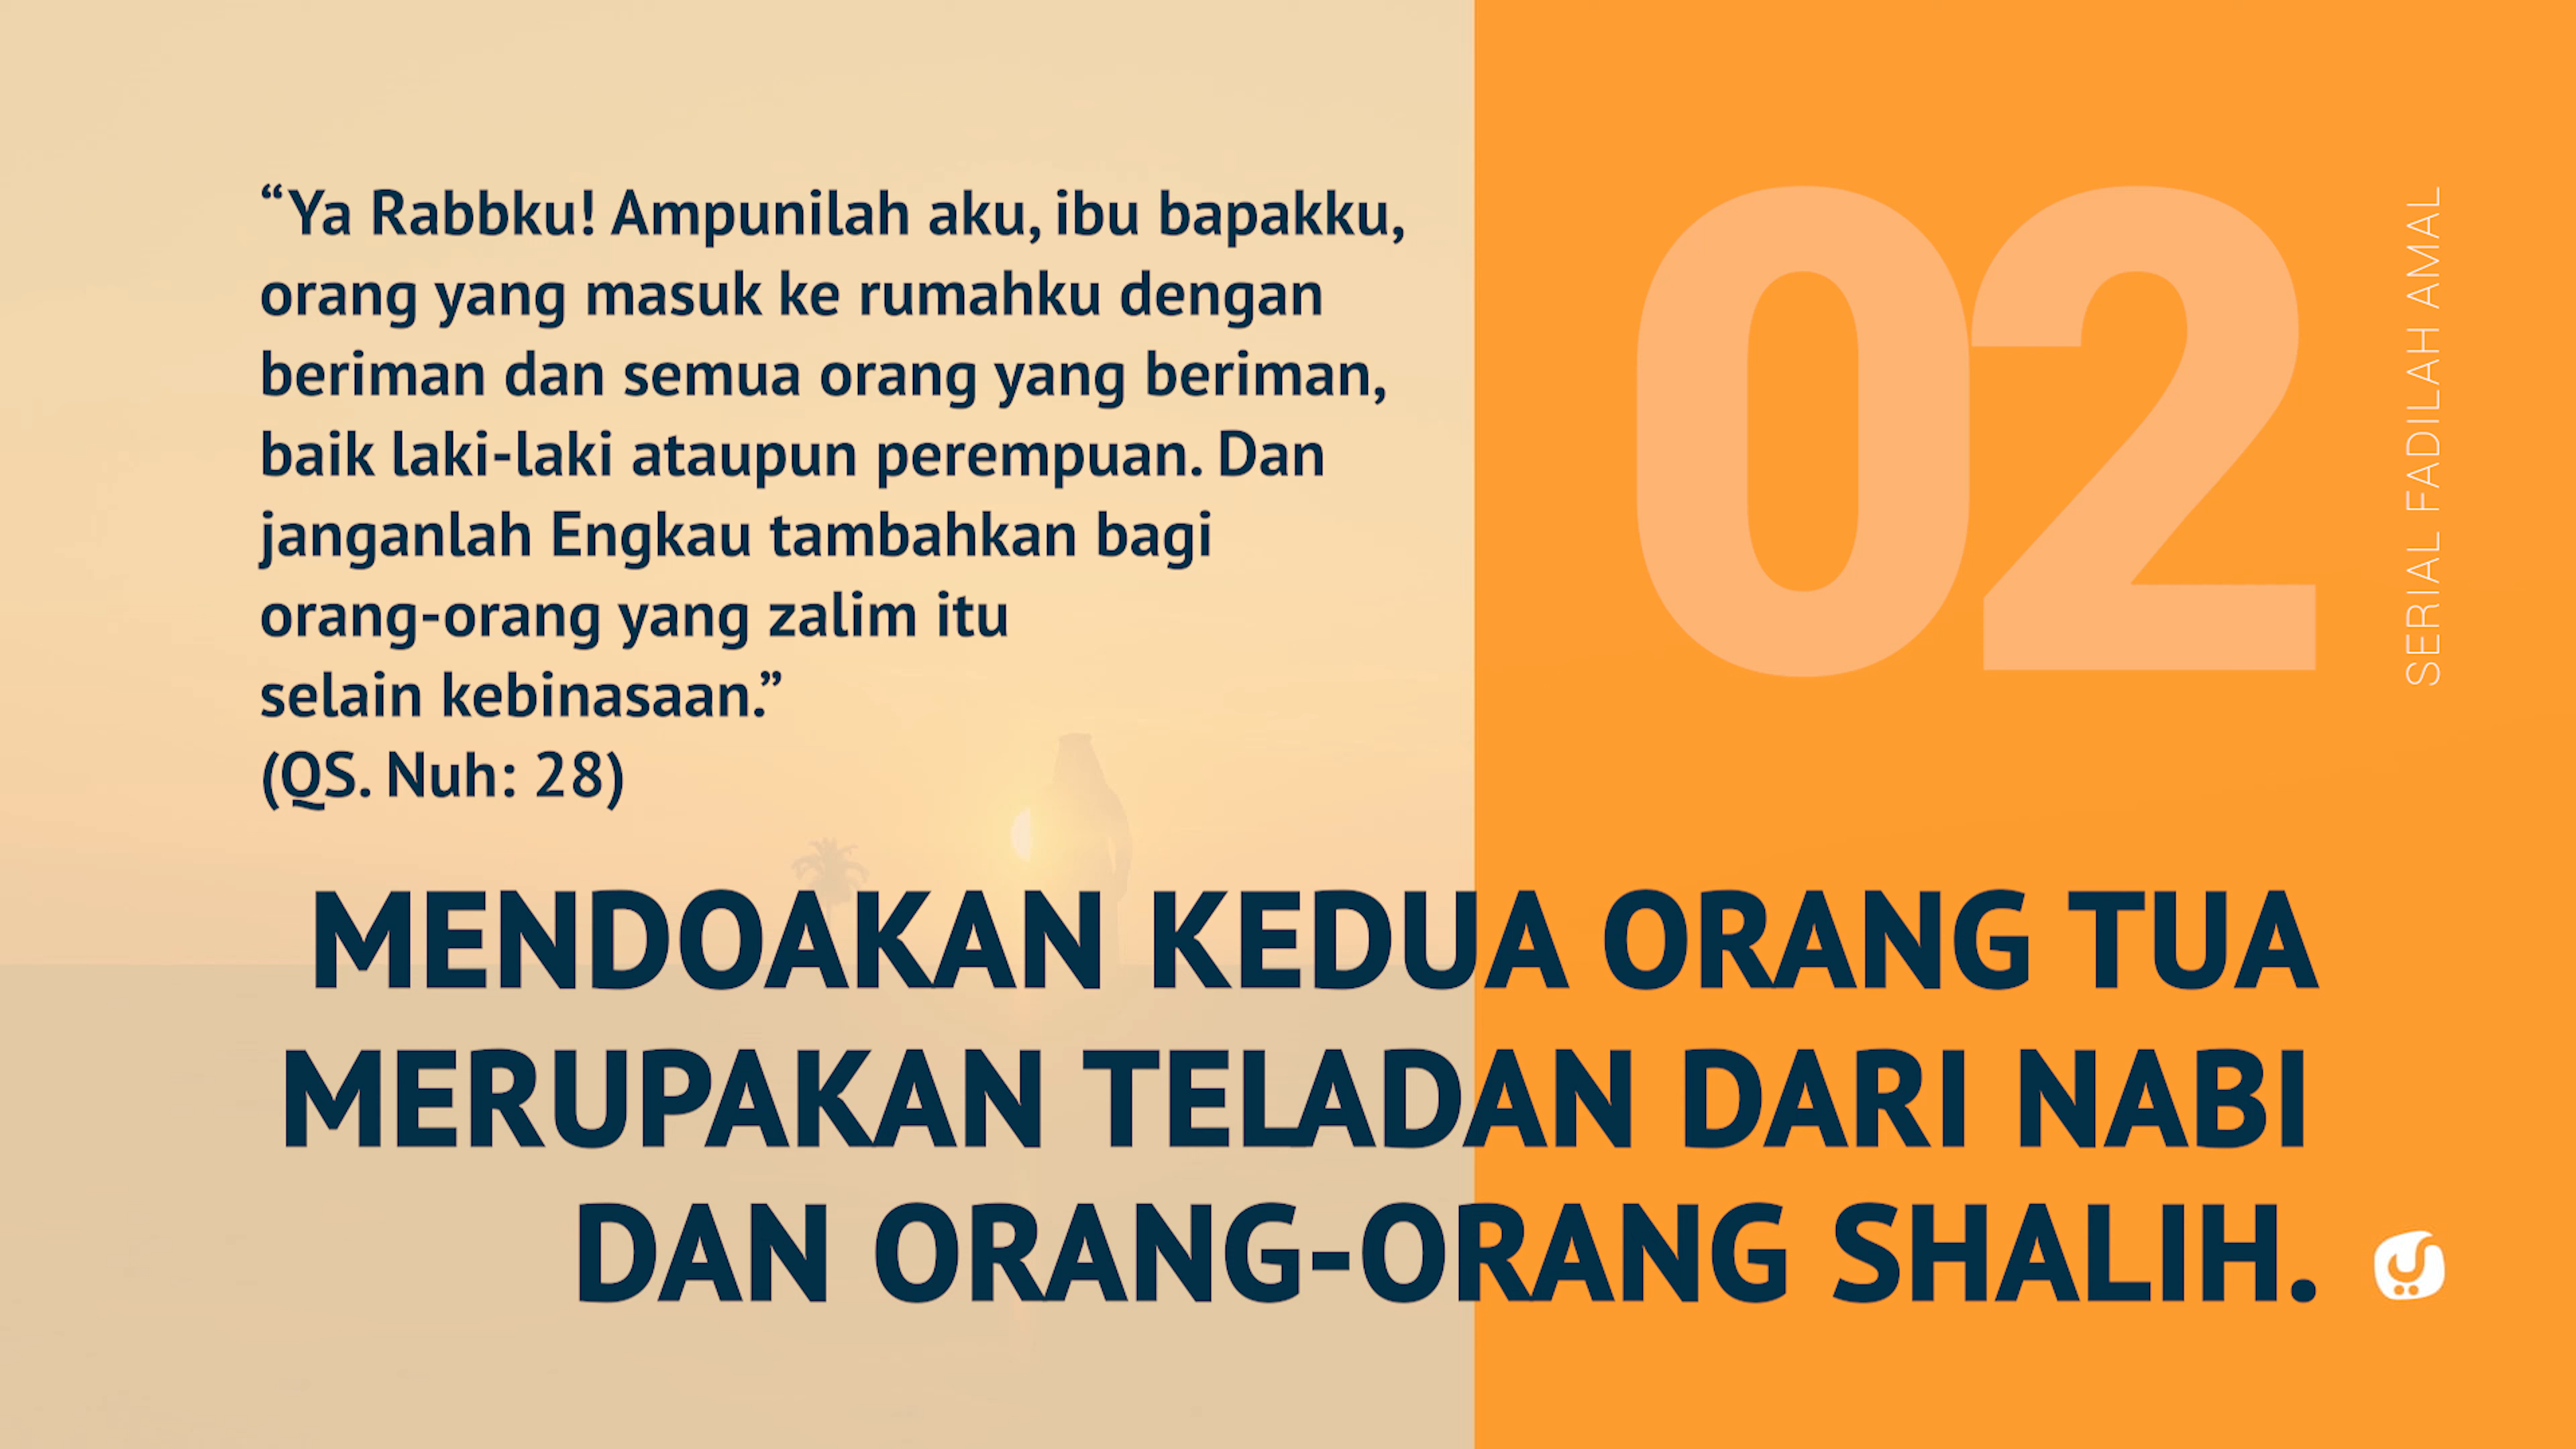 “Ya Rabbku! Ampunilah aku, ibu bapakku,
orang yang masuk ke rumahku dengan
beriman dan semua orang yang beriman,
baik laki-laki ataupun perempuan. Dan
janganlah Engkau tambahkan bagi
orang-orang yang zalim itu
selain kebinasaan.”
(QS. Nuh: 28)
02
SERIAL FADILAH AMAL
MENDOAKAN KEDUA ORANG TUA
MERUPAKAN TELADAN DARI NABI
DAN ORANG-ORANG SHALIH.